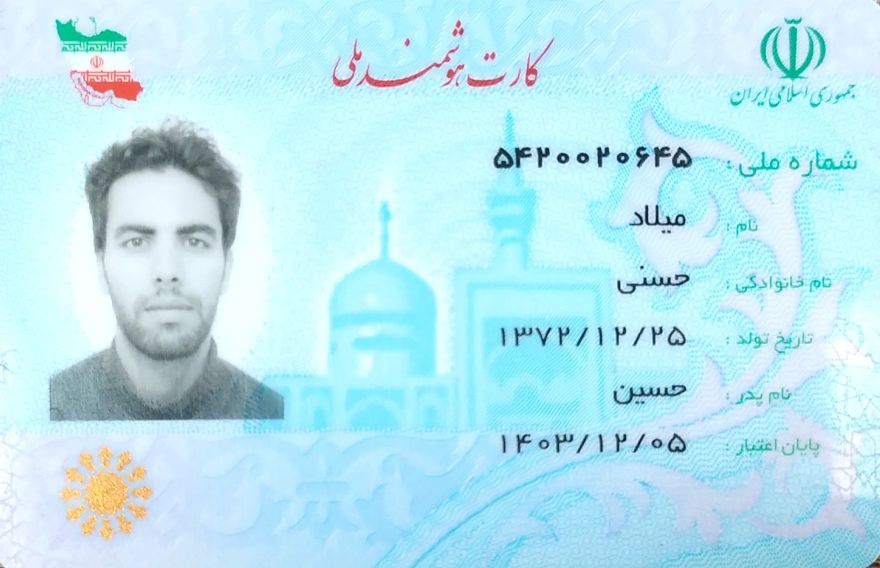 کارت هوشمند ملی
جمهوری اسلامی ایران
شماره ملی : ۵۴۲۰۰۲۰۶۴۵
نام : میلاد
نام خانوادگی : حسنی
تاریخ تولد : ۱۳۷۲/۱۲/۲۵
نام پدر : حسین
پایان اعتبار : ۱۴۰۳/۱۲/۰۵